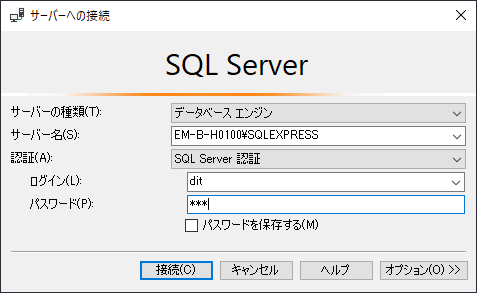 サーバーへの接続
SQL Server
サーバーの種類(T): データベース エンジン
サーバー名(S): EM-B-H0100¥SQLEXPRESS
認証(A): SQL Server 認証
ログイン(L): dit
パスワード(P): ***
パスワードを保存する(M)
接続(C) キャンセル ヘルプ オプション(O) >>